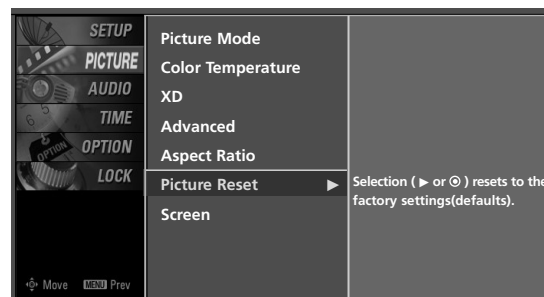 SETUP
PICTURE
AUDIO
TIME
OPTION
LOCK
Move MENU Prev
Picture Mode
Color Temperature
XD
Advanced
Aspect Ratio
Picture Reset ►
Screen
Selection ( ► or ⊙ ) resets to the
factory settings(defaults).